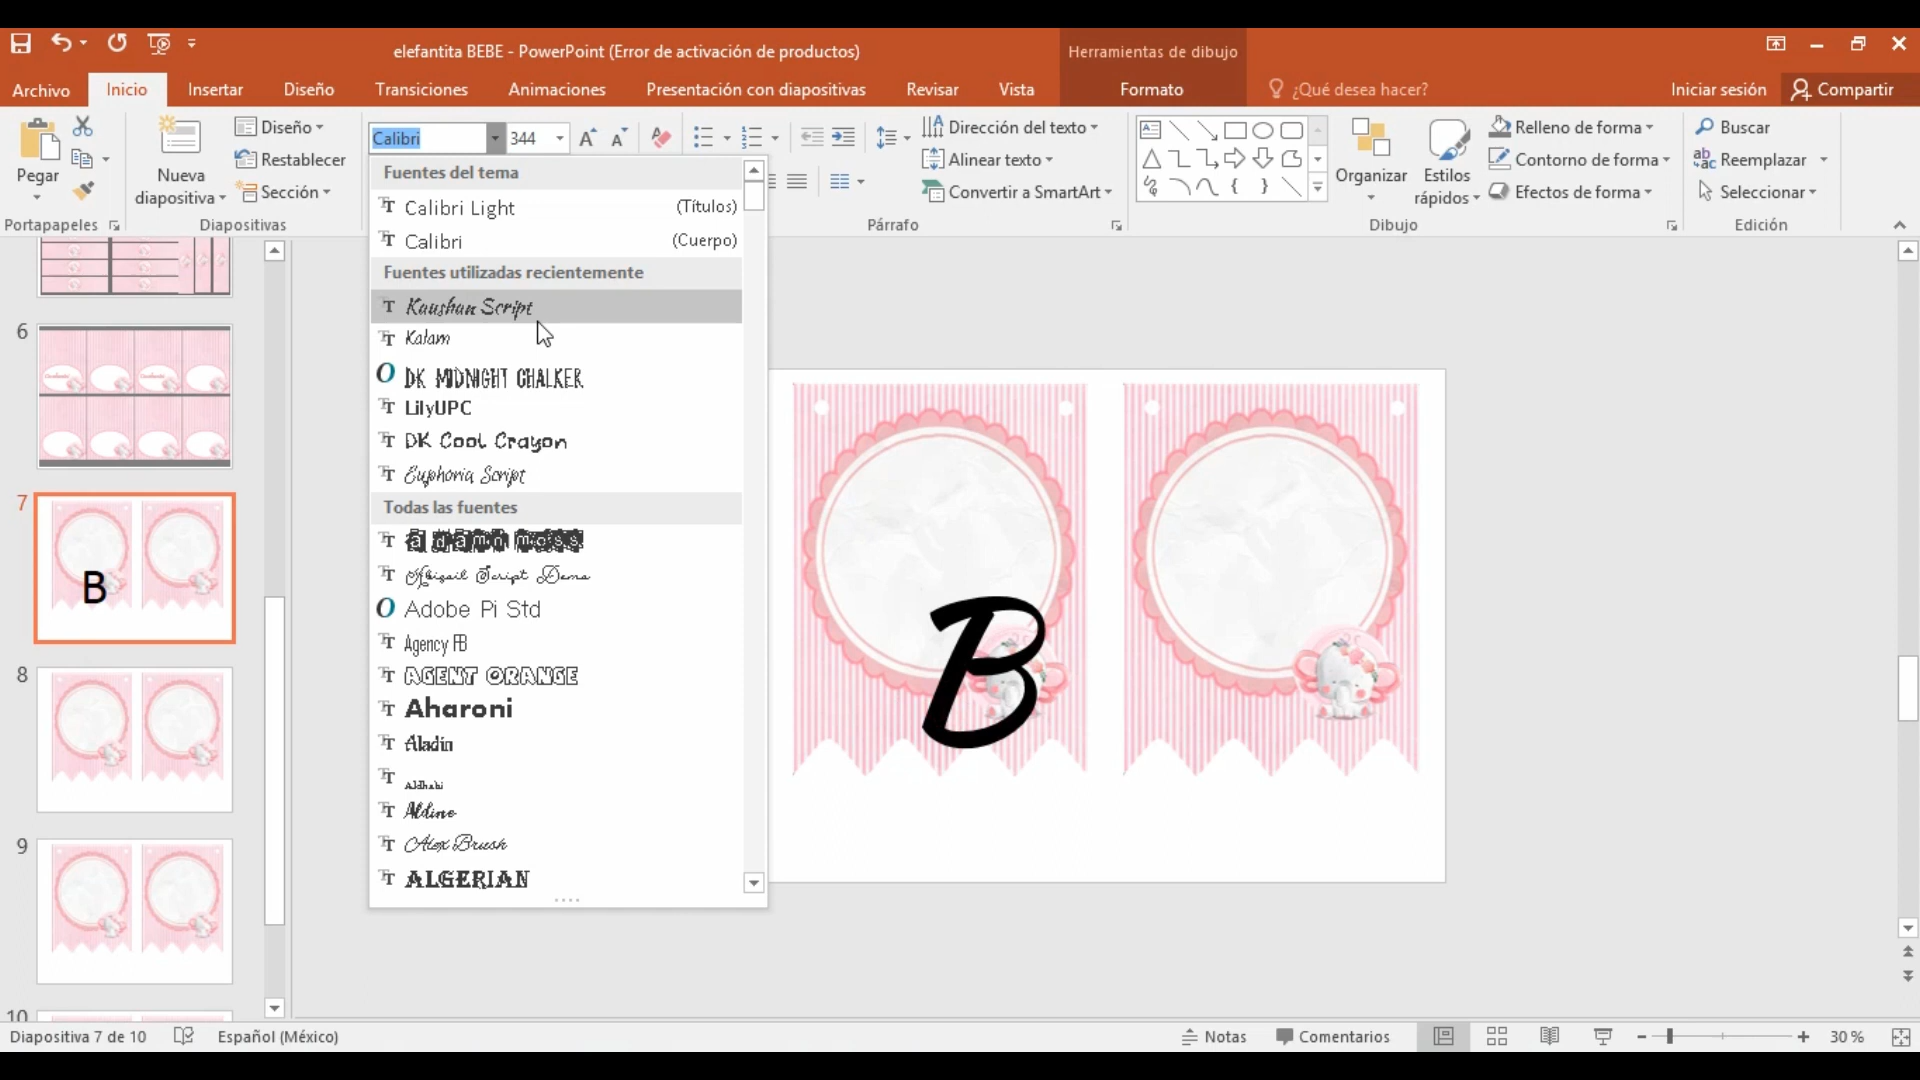 elefantita BEBE - PowerPoint (Error de activación de productos)
Herramientas de dibujo
Archivo
Inicio
Insertar
Diseño
Transiciones
Animaciones
Presentación con diapositivas
Revisar
Vista
Formato
¿Qué desea hacer?
Iniciar sesión
Compartir
Pegar
Portapapeles
Nueva
diapositiva
Diseño
Restablecer
Sección
Diapositivas
Calibri
344
Dirección del texto
Alinear texto
Convertir a SmartArt
Párrafo
Organizar
Estilos
rápidos
Relleno de forma
Contorno de forma
Efectos de forma
Dibujo
Buscar
Reemplazar
Seleccionar
Edición
Fuentes del tema
Calibri Light (Títulos)
Calibri (Cuerpo)
Fuentes utilizadas recientemente
Kaushan Script
Kalam
DK MIDNIGHT CHALKER
LilyUPC
DK Cool Crayon
Euphoria Script
Todas las fuentes
a damn mess
Abigail Script Demo
Adobe Pi Std
Agency FB
AGENT ORANGE
Aharoni
Aladin
Aldhabi
Aldine
Alex Brush
ALGERIAN
6
7
B
8
9
10
B
Diapositiva 7 de 10
Español (México)
Notas
Comentarios
30 %